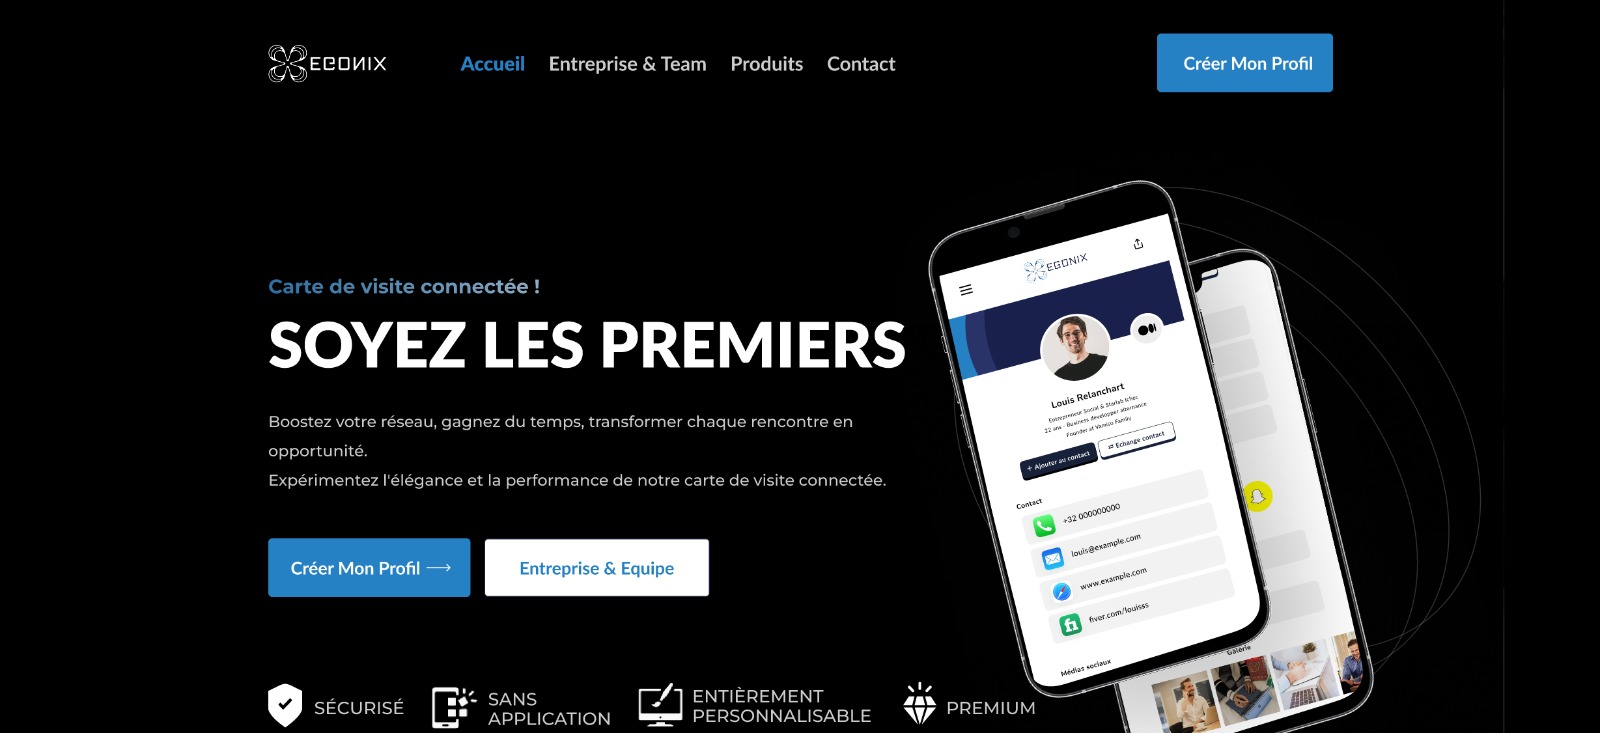 EGONIX
Accueil
Entreprise & Team
Produits
Contact
Créer Mon Profil
Carte de visite connectée !
SOYEZ LES PREMIERS
Boostez votre réseau, gagnez du temps, transformer chaque rencontre en
opportunité.
Expérimentez l'élégance et la performance de notre carte de visite connectée.
Créer Mon Profil
Entreprise & Equipe
SÉCURISÉ
SANS
APPLICATION
ENTIÈREMENT
PERSONNALISABLE
PREMIUM
EGONIX
Louis Relanchart
Entrepreneur Social & Starlab Ichec
22 ans - Business developper alternance
Founder at Family
+ Ajouter au contact
Echange contact
Contact
+32 000000000
louis@example.com
www.example.com
fi
fiver.com/louisss
Médias sociaux
Galerie